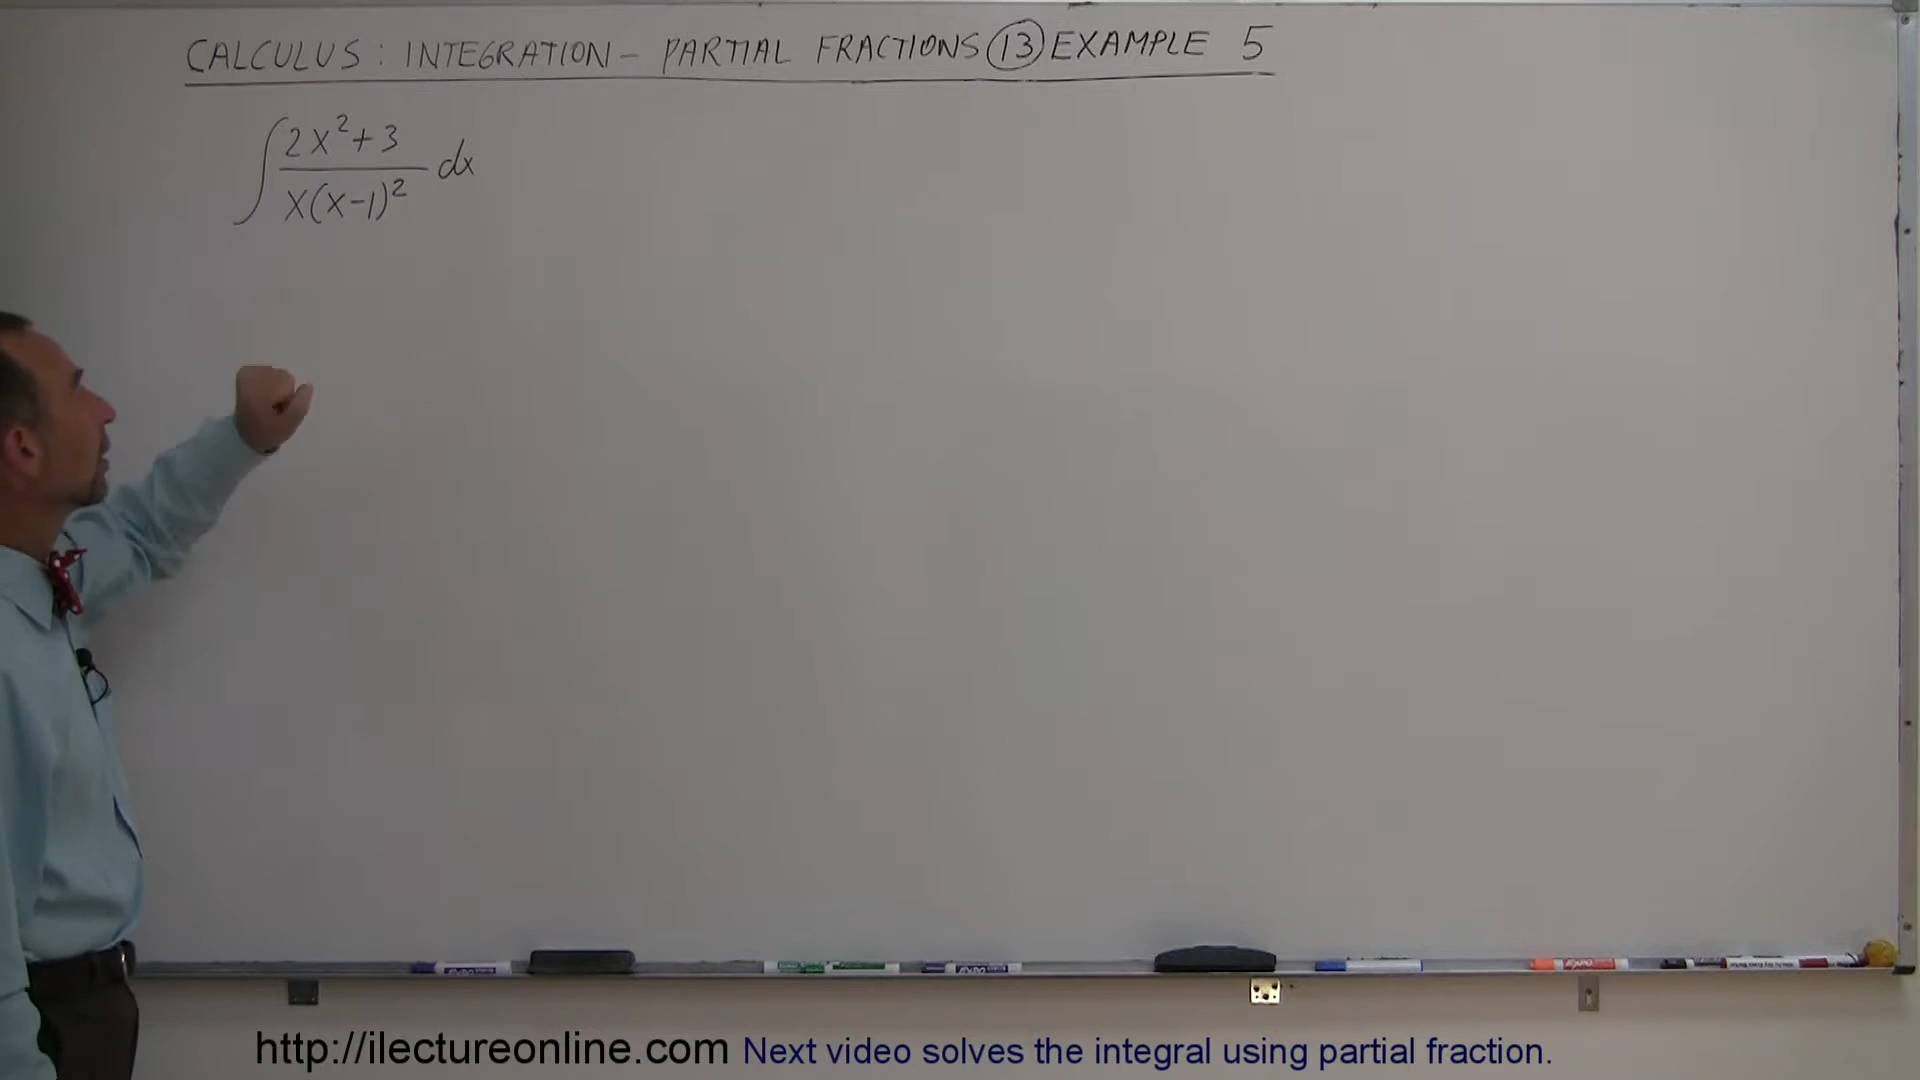 CALCULUS: INTEGRATION - PARTIAL FRACTIONS 13 EXAMPLE 5
∫ (2x²+3)/(x(x-1)²) dx
http://ilectureonline.com Next video solves the integral using partial fraction.